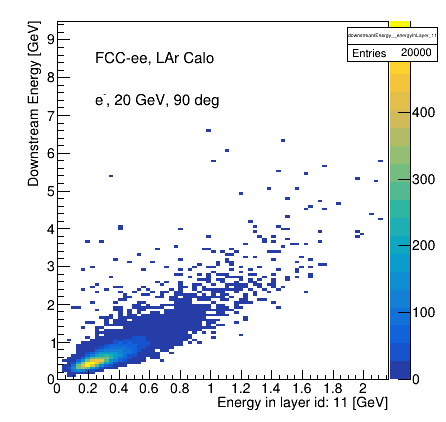 downstreamEnergy__energyInLayer_11
Entries 20000
FCC-ee, LAr Calo
e-, 20 GeV, 90 deg
Downstream Energy [GeV]
9
8
7
6
5
4
3
2
1
0
0 0.2 0.4 0.6 0.8 1 1.2 1.4 1.6 1.8 2
Energy in layer id: 11 [GeV]
400
300
200
100
0